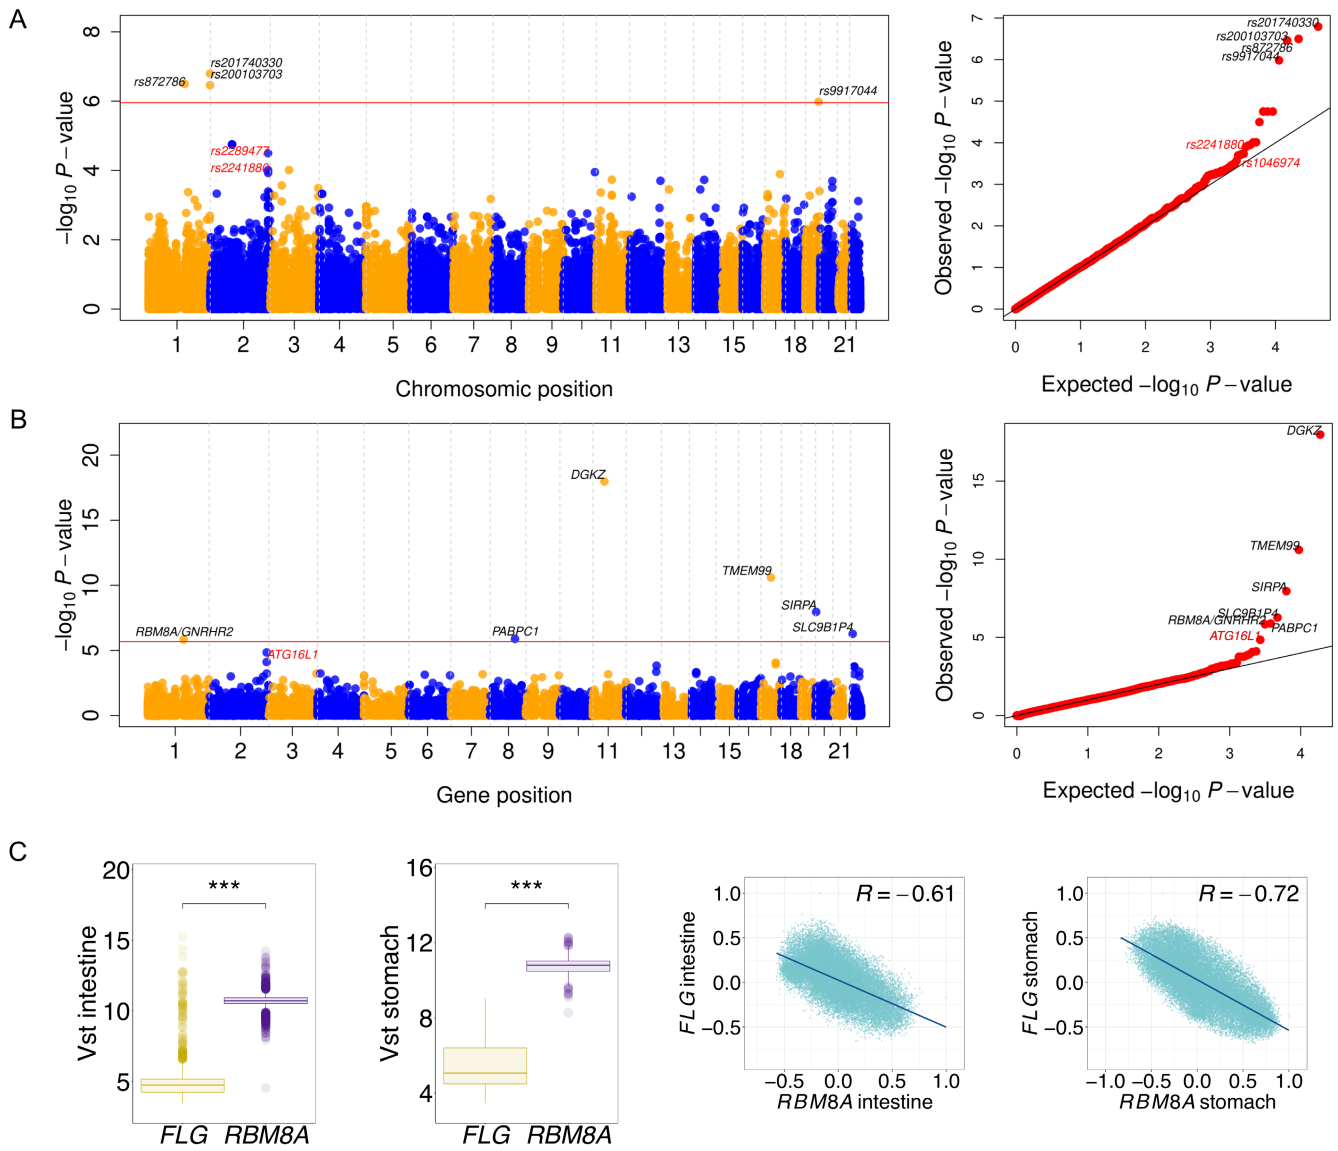 A
8
6
4
2
0
−log10 P−value
rs201740330
rs200103703
rs872786
rs9917044
rs2289477
rs2241880
1 2 3 4 5 6 7 8 9 11 13 15 18 21
Chromosomic position
7
6
5
4
3
2
1
0
Observed −log10 P−value
rs201740330
rs200103703
rs872786
rs9917044
rs2241880
rs1046974
0 1 2 3 4
Expected −log10 P−value
B
20
15
10
5
0
−log10 P−value
DGKZ
TMEM99
SIRPA
SLC9B1P4
RBM8A/GNRHR2
PABPC1
ATG16L1
1 2 3 4 5 6 7 8 9 11 13 15 18 21
Gene position
15
10
5
0
Observed −log10 P−value
DGKZ
TMEM99
SIRPA
SLC9B1P4
RBM8A/GNRHR2
PABPC1
ATG16L1
0 1 2 3 4
Expected −log10 P−value
C
20
15
10
5
Vst intestine
***
FLG RBM8A
16
12
8
4
Vst stomach
***
FLG RBM8A
1.0
0.5
0.0
−0.5
FLG intestine
R=−0.61
−0.5 0.0 0.5 1.0
RBM8A intestine
1.0
0.5
0.0
−0.5
FLG stomach
R=−0.72
−1.0 −0.5 0.0 0.5 1.0
RBM8A stomach